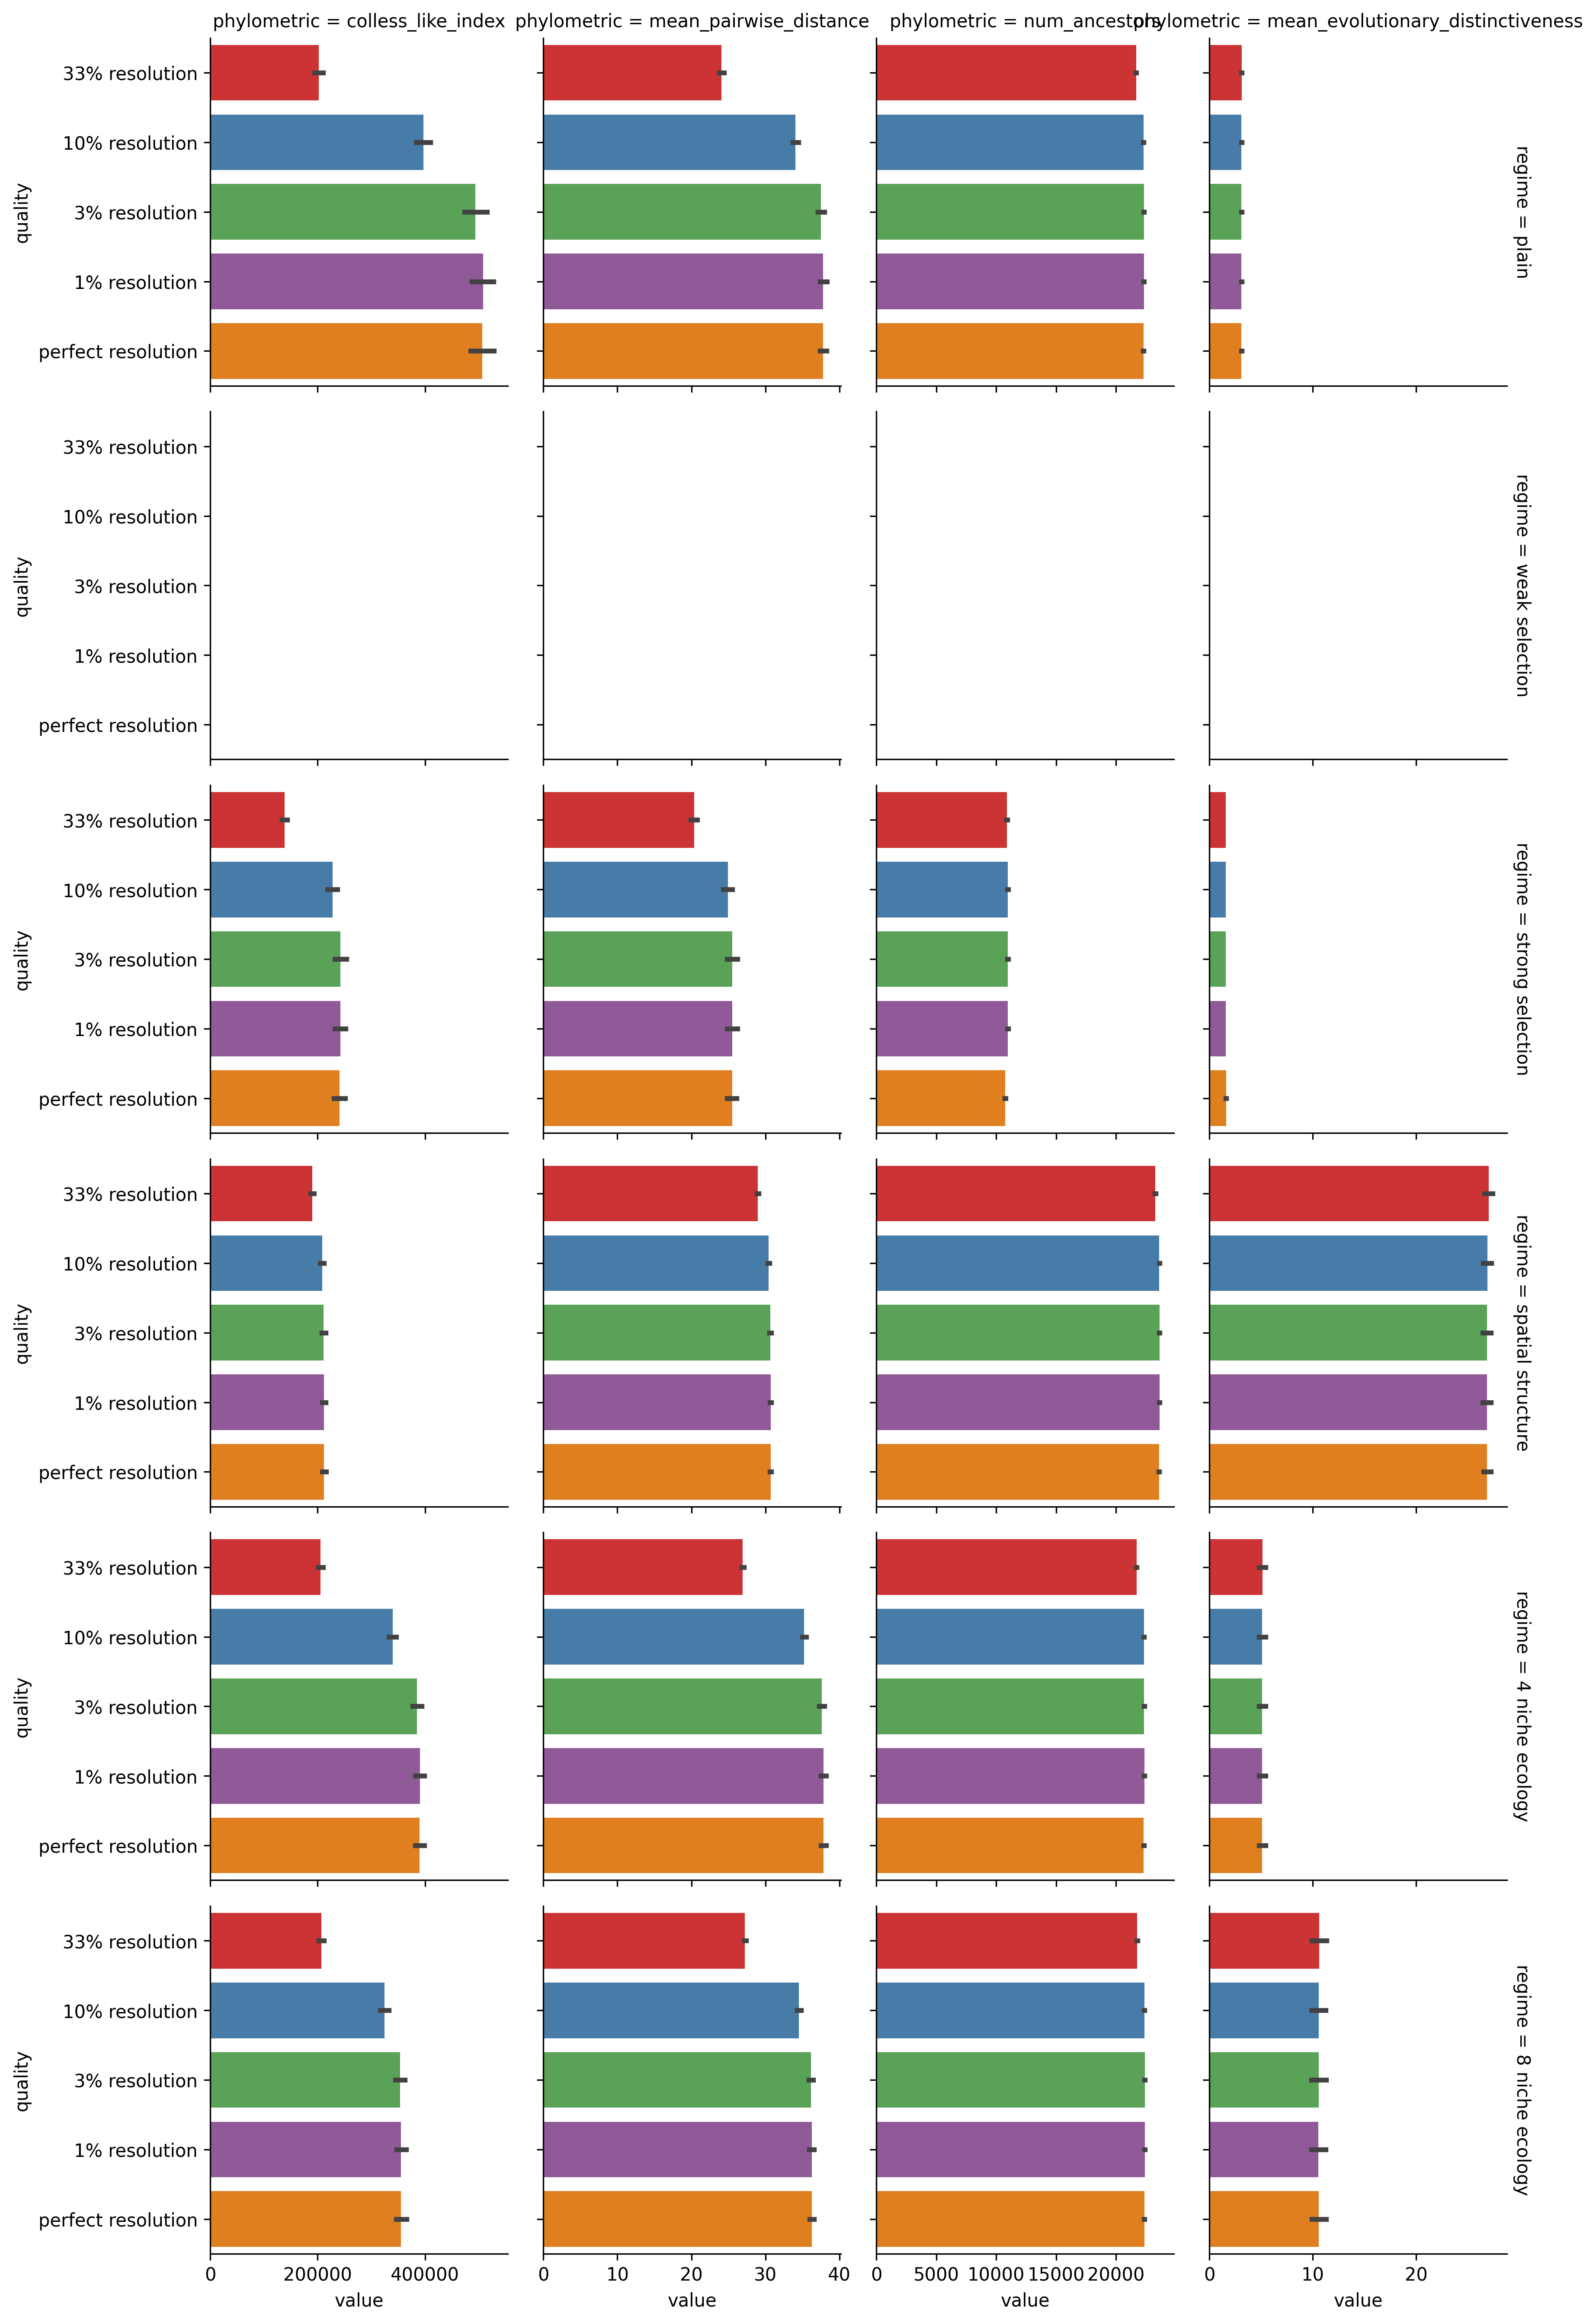 phylometric = colless_like_index
phylometric = mean_pairwise_distance
phylometric = num_ancestors
phylometric = mean_evolutionary_distinctiveness
33% resolution
10% resolution
3% resolution
1% resolution
perfect resolution
quality
regime = plain
33% resolution
10% resolution
3% resolution
1% resolution
perfect resolution
quality
regime = weak selection
33% resolution
10% resolution
3% resolution
1% resolution
perfect resolution
quality
regime = strong selection
33% resolution
10% resolution
3% resolution
1% resolution
perfect resolution
quality
regime = spatial structure
33% resolution
10% resolution
3% resolution
1% resolution
perfect resolution
quality
regime = 4 niche ecology
33% resolution
10% resolution
3% resolution
1% resolution
perfect resolution
quality
regime = 8 niche ecology
0 200000 400000
0 10 20 30 40
0 5000 10000 15000 20000
0 20
value
value
value
value